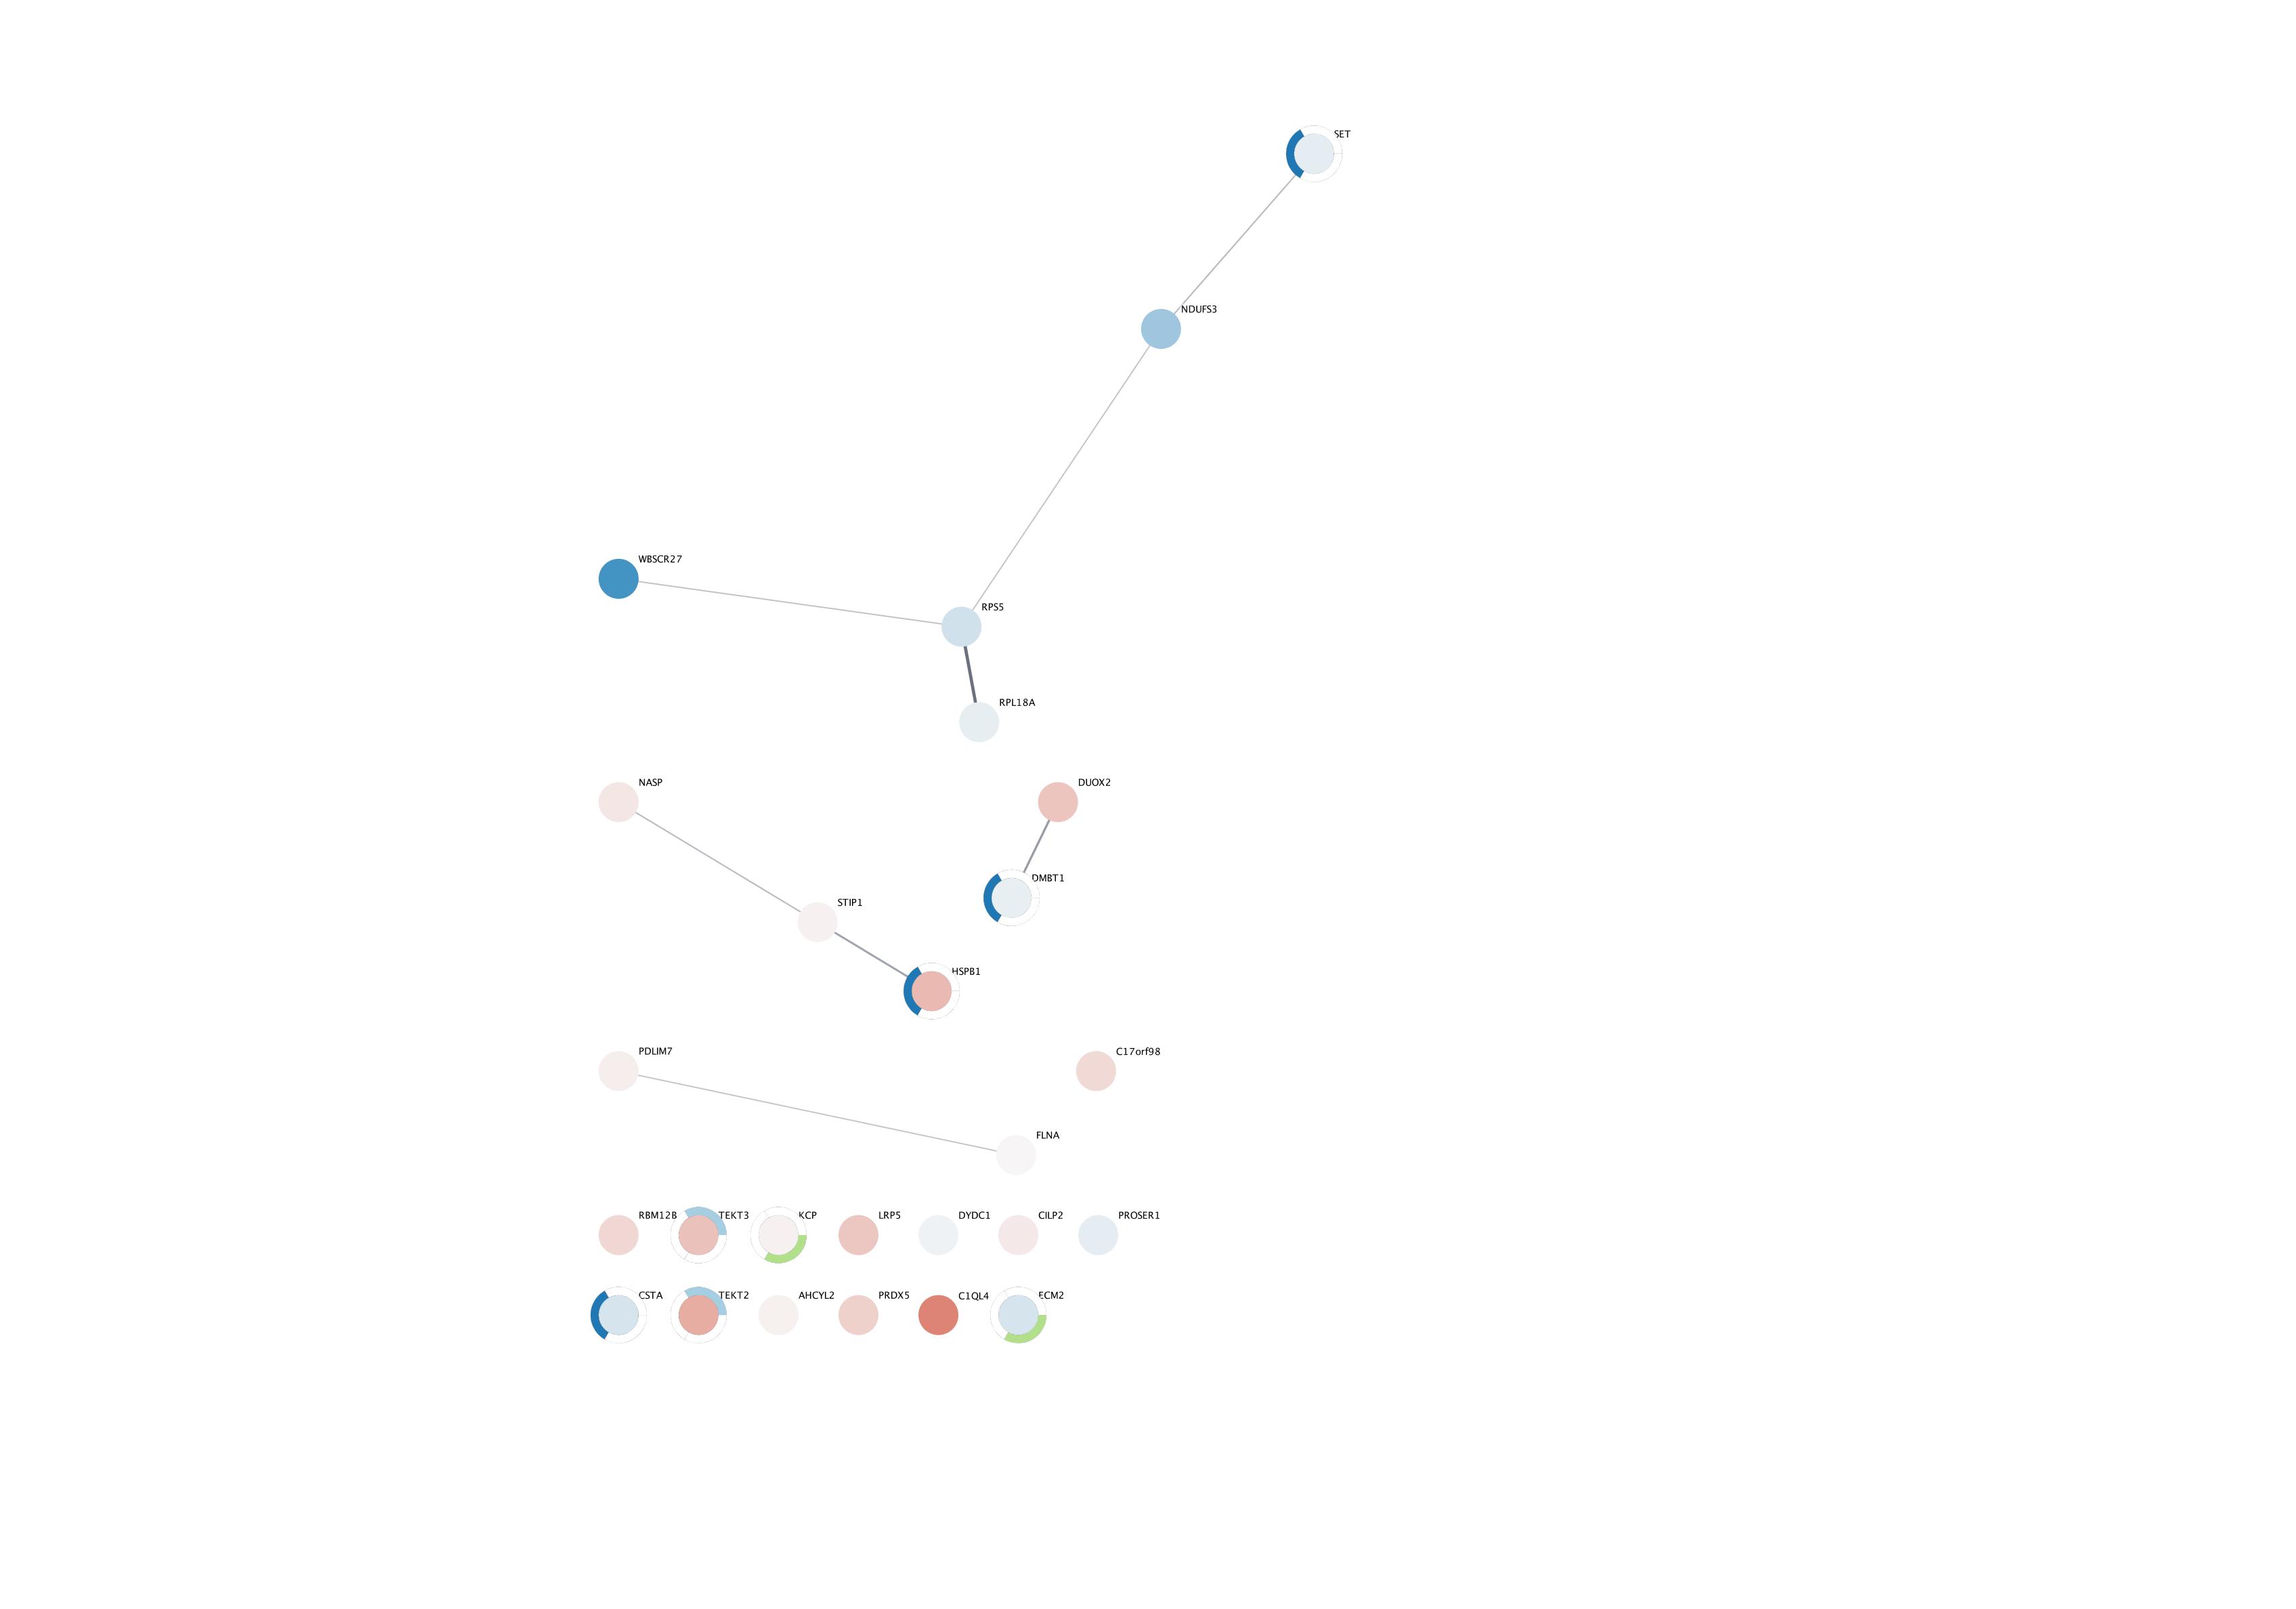 SET
NDUFS3
WBSCR27
RPS5
RPL18A
NASP
DUOX2
DMBT1
STIP1
HSPB1
PDLIM7
C17orf98
FLNA
RBM12B TEKT3 KCP LRP5 DYDC1 CILP2 PROSER1
CSTA TEKT2 AHCYL2 PRDX5 C1QL4 ECM2